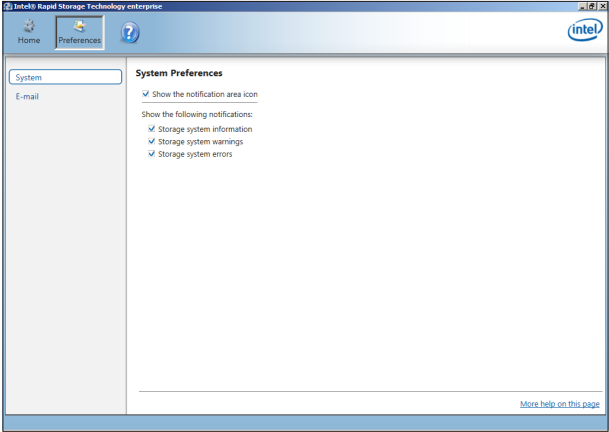 Intel® Rapid Storage Technology enterprise
Home
Preferences
?
intel
System
E-mail
System Preferences
Show the notification area icon
Show the following notifications:
Storage system information
Storage system warnings
Storage system errors
More help on this page